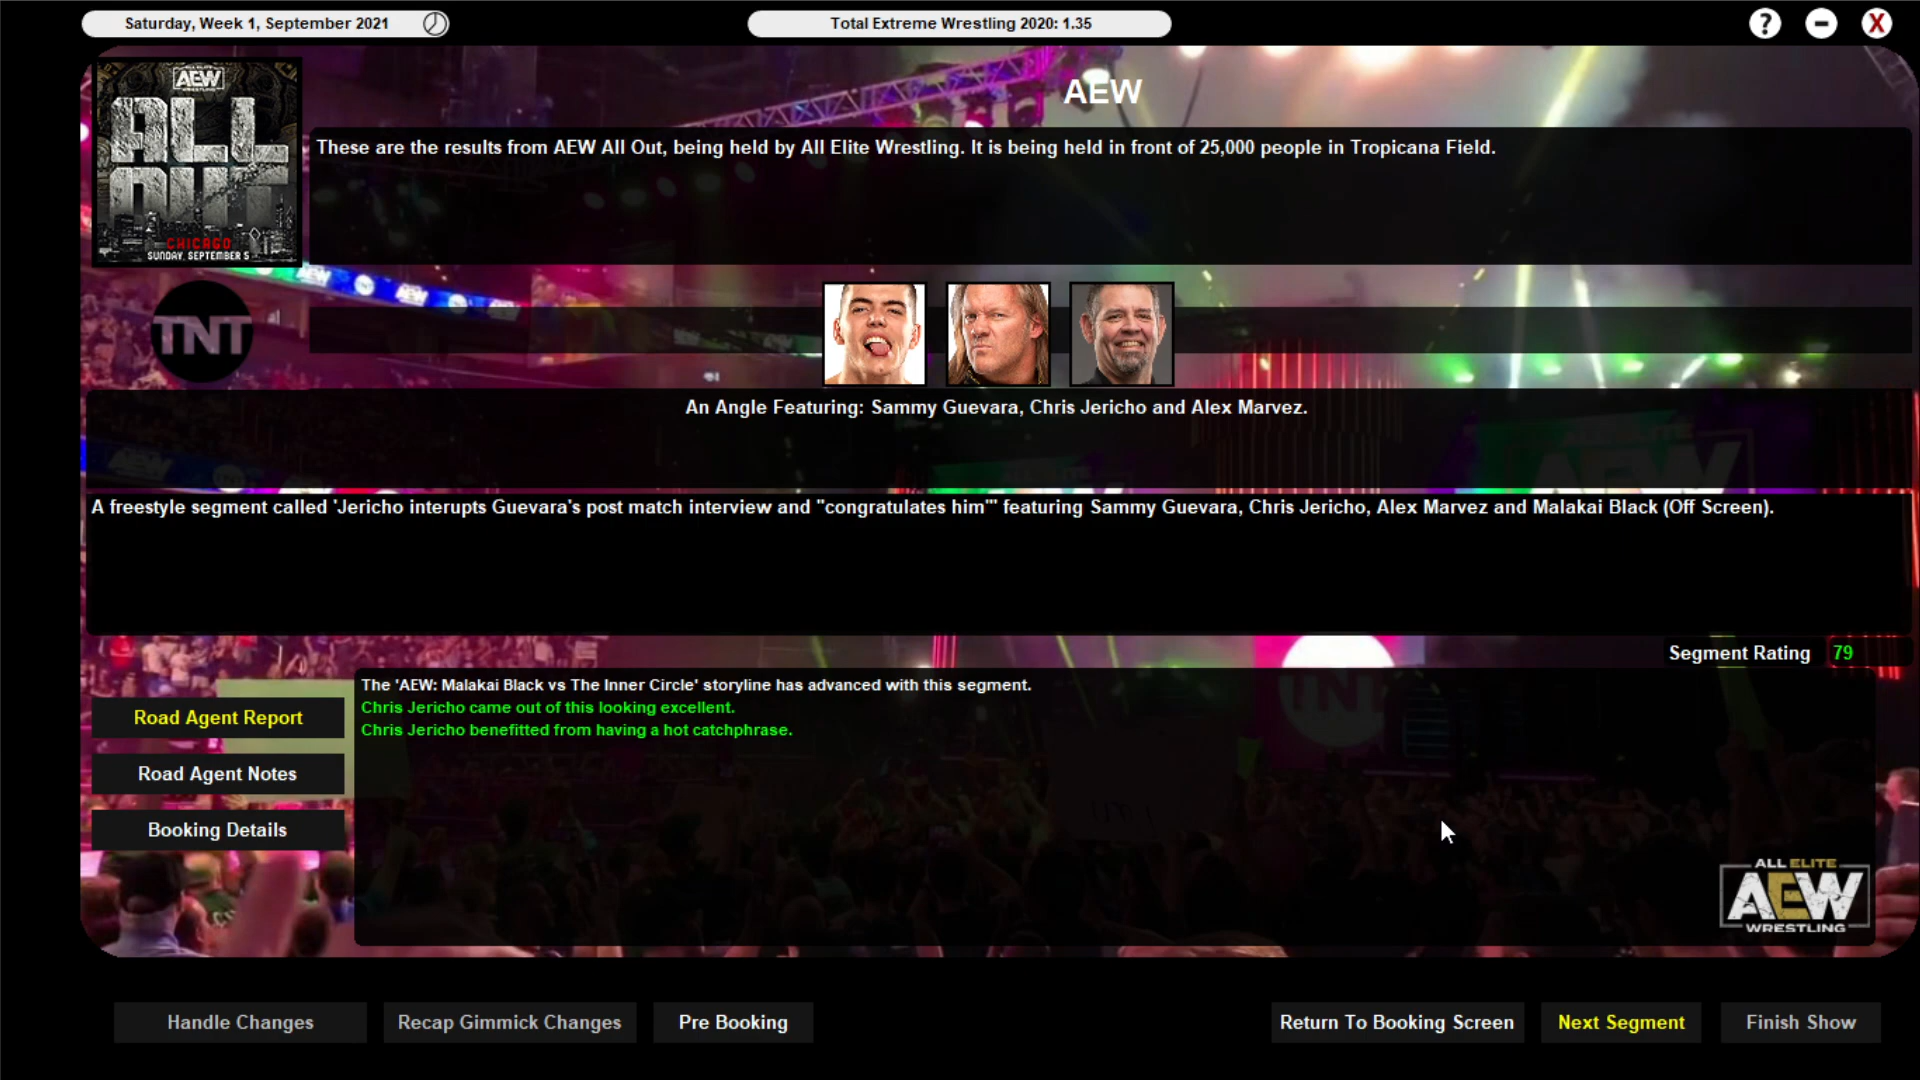 Saturday, Week 1, September 2021
Total Extreme Wrestling 2020: 1.35
?
X
AEW
ALL ELITE
AEW
ALL
OUT
CHICAGO
SUNDAY, SEPTEMBER 5
These are the results from AEW All Out, being held by All Elite Wrestling. It is being held in front of 25,000 people in Tropicana Field.
TNT
An Angle Featuring: Sammy Guevara, Chris Jericho and Alex Marvez.
A freestyle segment called 'Jericho interupts Guevara's post match interview and "congratulates him"' featuring Sammy Guevara, Chris Jericho, Alex Marvez and Malakai Black (Off Screen).
Segment Rating 79
The 'AEW: Malakai Black vs The Inner Circle' storyline has advanced with this segment.
Chris Jericho came out of this looking excellent.
Chris Jericho benefitted from having a hot catchphrase.
Road Agent Report
Road Agent Notes
Booking Details
ALL ELITE
AEW
WRESTLING
Handle Changes
Recap Gimmick Changes
Pre Booking
Return To Booking Screen
Next Segment
Finish Show